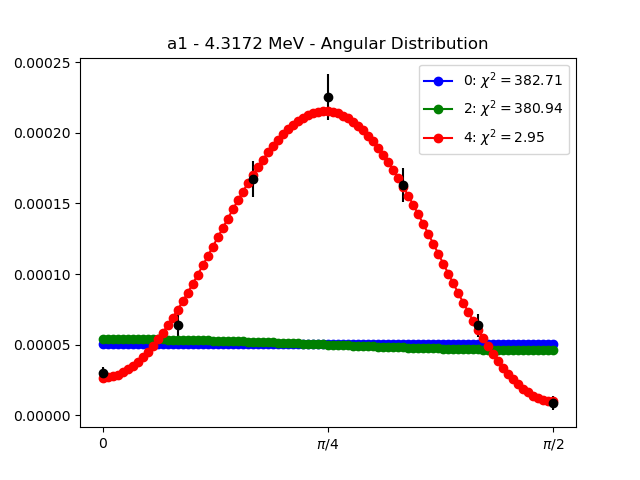 a1 - 4.3172 MeV - Angular Distribution
0.00025
0.00020
0.00015
0.00010
0.00005
0.00000
0: χ² = 382.71
2: χ² = 380.94
4: χ² = 2.95
0
π/4
π/2